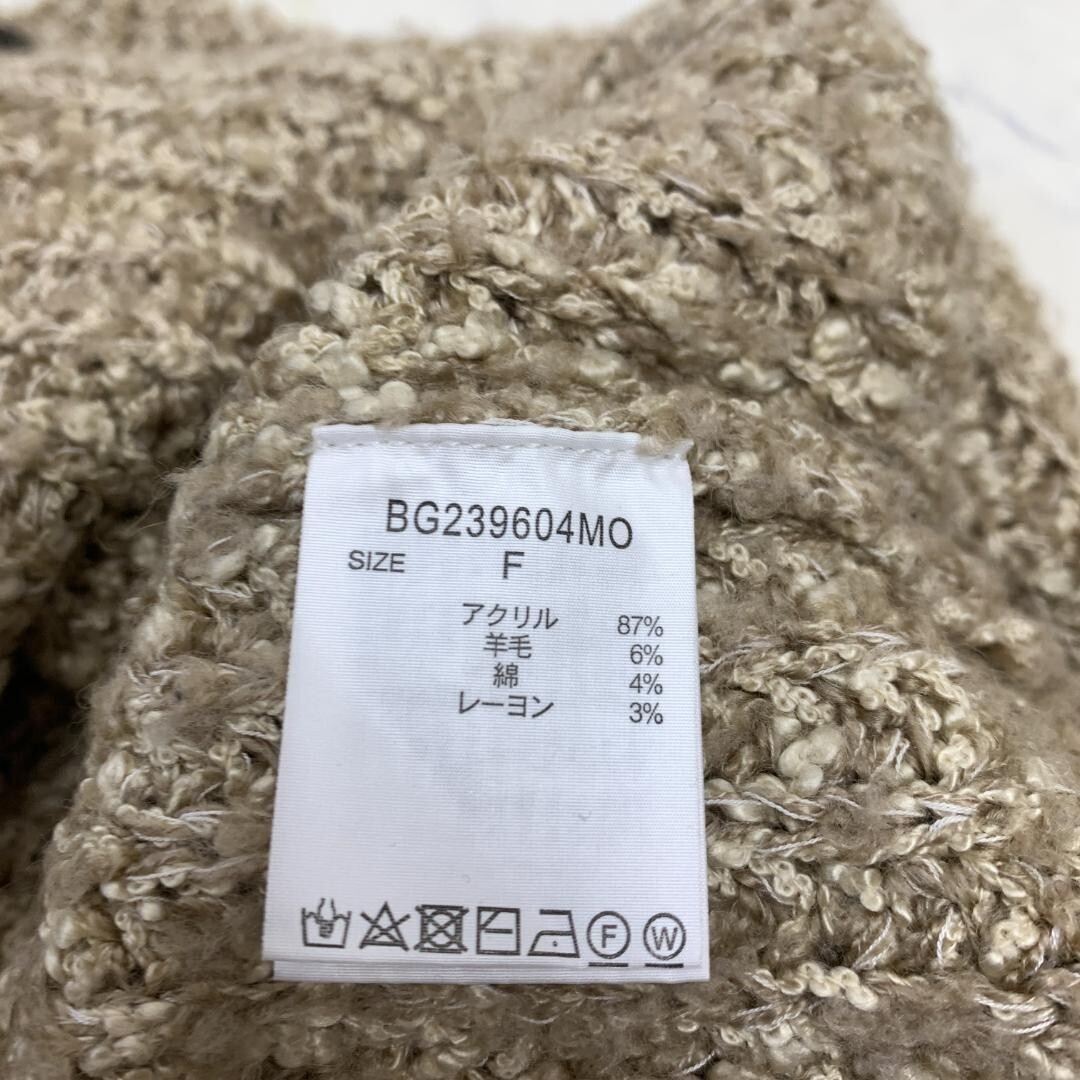 BG239604MO
SIZE F
アクリル 87%
羊毛 6%
綿 4%
レーヨン 3%
F W